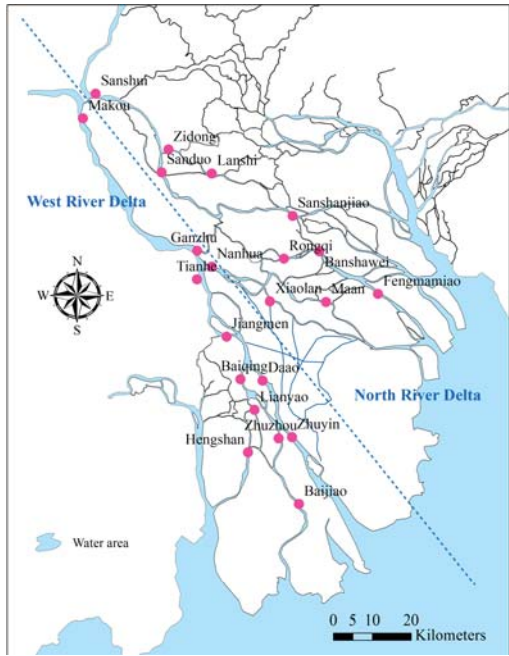 Sanshui
Makou
Zidong
Sanduo
Lanshi
West River Delta
Sanshanjiao
Ganzhu
Nanhua
Rongqi
Banshawei
Tianhe
N
W
E
S
Xiaolan
Maan
Fengmamiao
Jiangmen
Baiqing
Daao
Lianyao
North River Delta
Zhuzhou
Zhuyin
Hengshan
Baijiao
Water area
0 5 10 20
Kilometers